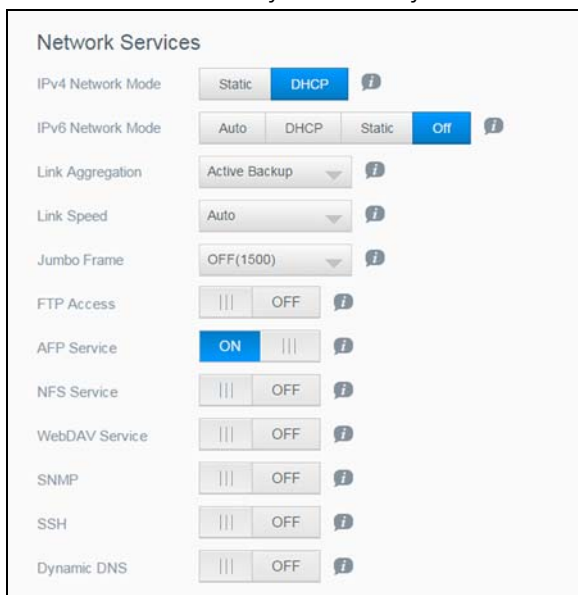 Network Services
IPv4 Network Mode Static DHCP i
IPv6 Network Mode Auto DHCP Static Off i
Link Aggregation Active Backup i
Link Speed Auto i
Jumbo Frame OFF(1500) i
FTP Access OFF i
AFP Service ON i
NFS Service OFF i
WebDAV Service OFF i
SNMP OFF i
SSH OFF i
Dynamic DNS OFF i